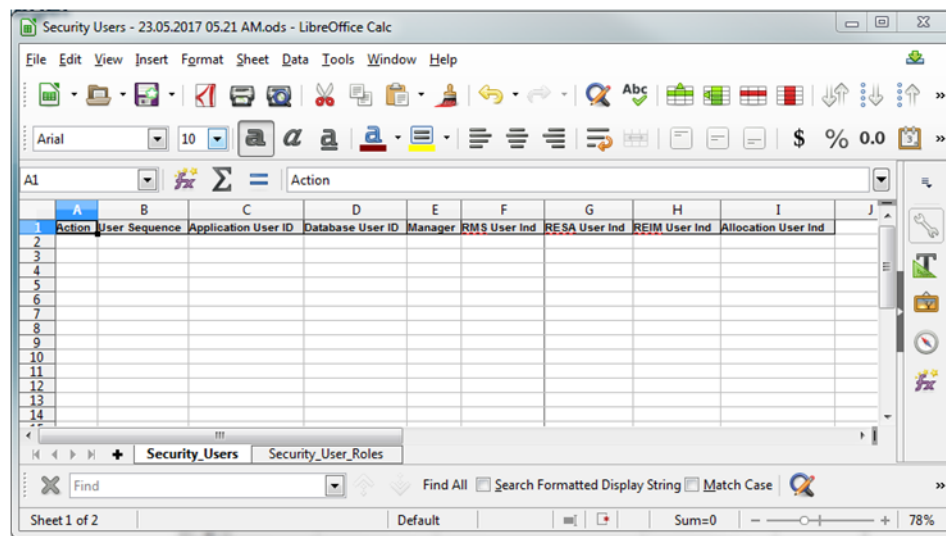 Security Users - 23.05.2017 05.21 AM.ods - LibreOffice Calc
File Edit View Insert Format Sheet Data Tools Window Help
Abc
Arial 10 a a a a $ % 0.0
A1 Action
A B C D E F G H I J
1 Action User Sequence Application User ID Database User ID Manager RMS User Ind RESA User Ind REIM User Ind Allocation User Ind
2
3
4
5
6
7
8
9
10
11
12
13
14
Security_Users Security_User_Roles
Find Find All Search Formatted Display String Match Case
Sheet 1 of 2 Default Sum=0 78%